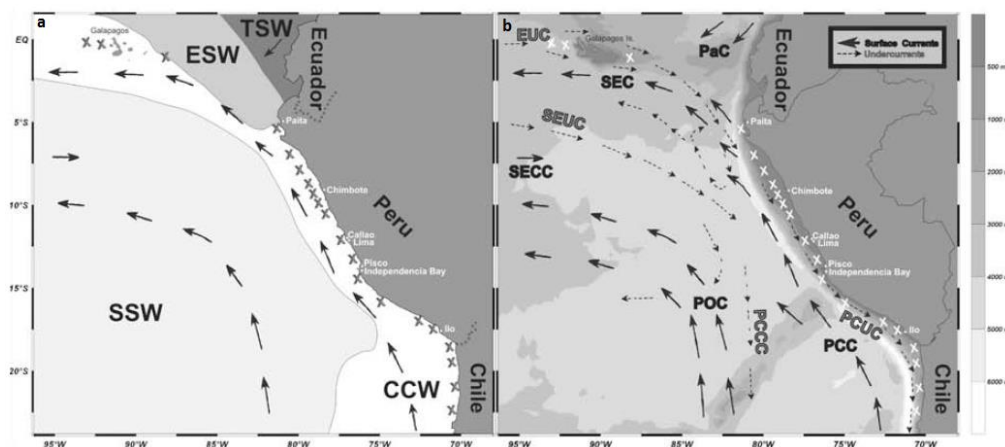 a
TSW
ESW
Galapagos
Ecuador
EQ
5°S
10°S
15°S
20°S
Paita
Chimbote
Peru
Callao
Lima
Pisco
Independencia Bay
SSW
Ilo
CCW
Chile
95°W
90°W
85°W
80°W
75°W
70°W
b
EUC
Galapagos Is.
PaC
Ecuador
Surface Currents
Undercurrents
SEC
SEUC
Paita
SECC
Chimbote
Peru
Callao
Lima
Pisco
Independencia Bay
POC
PCCC
PCUC
Ilo
PCC
Chile
95°W
90°W
85°W
80°W
75°W
70°W
500 m
1000
2000
3000
4000
5000
6000